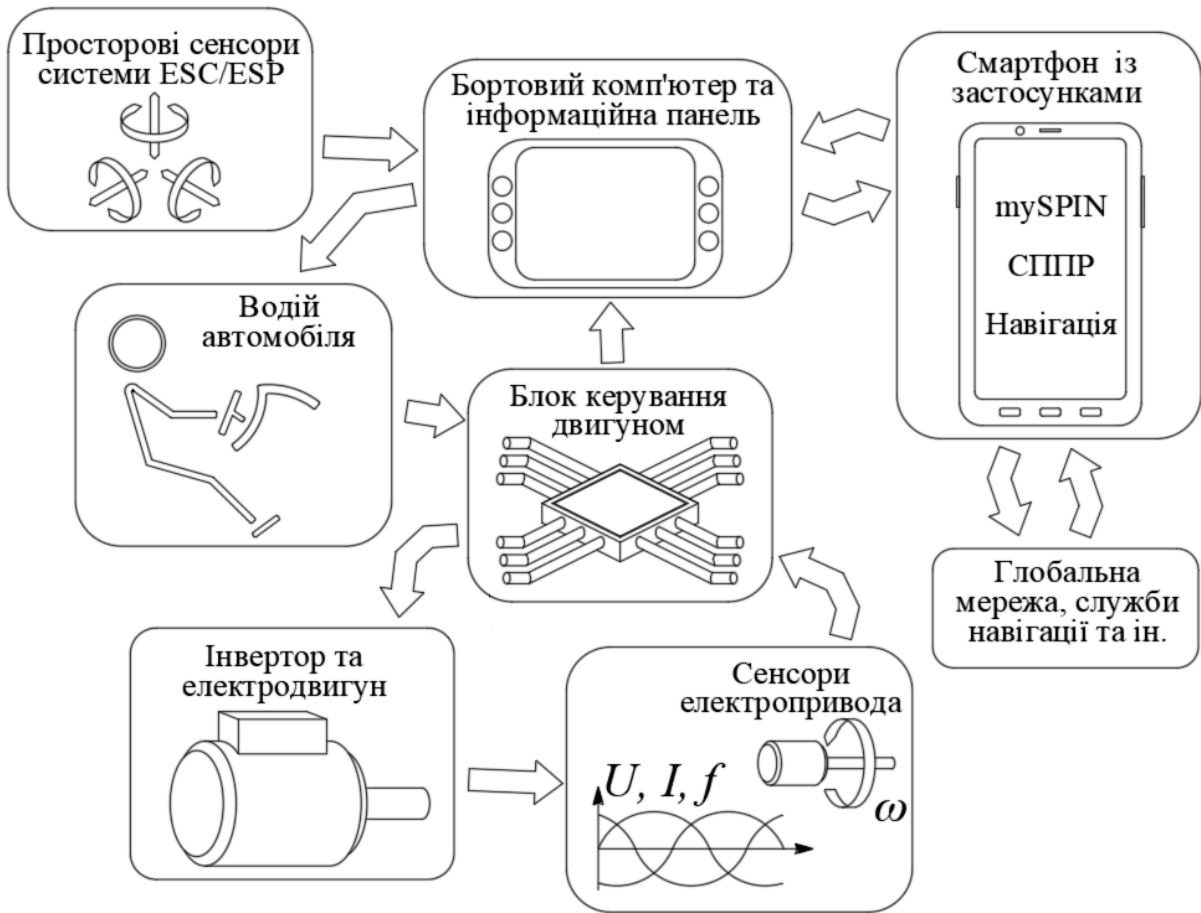 Просторові сенсори
системи ESC/ESP
Бортовий комп'ютер та
інформаційна панель
Смартфон із
застосунками
mySPIN
СППР
Навігація
Водій
автомобіля
Блок керування
двигуном
Глобальна
мережа, служби
навігації та ін.
Інвертор та
електродвигун
Сенсори
електропривода
U, I, f
ω